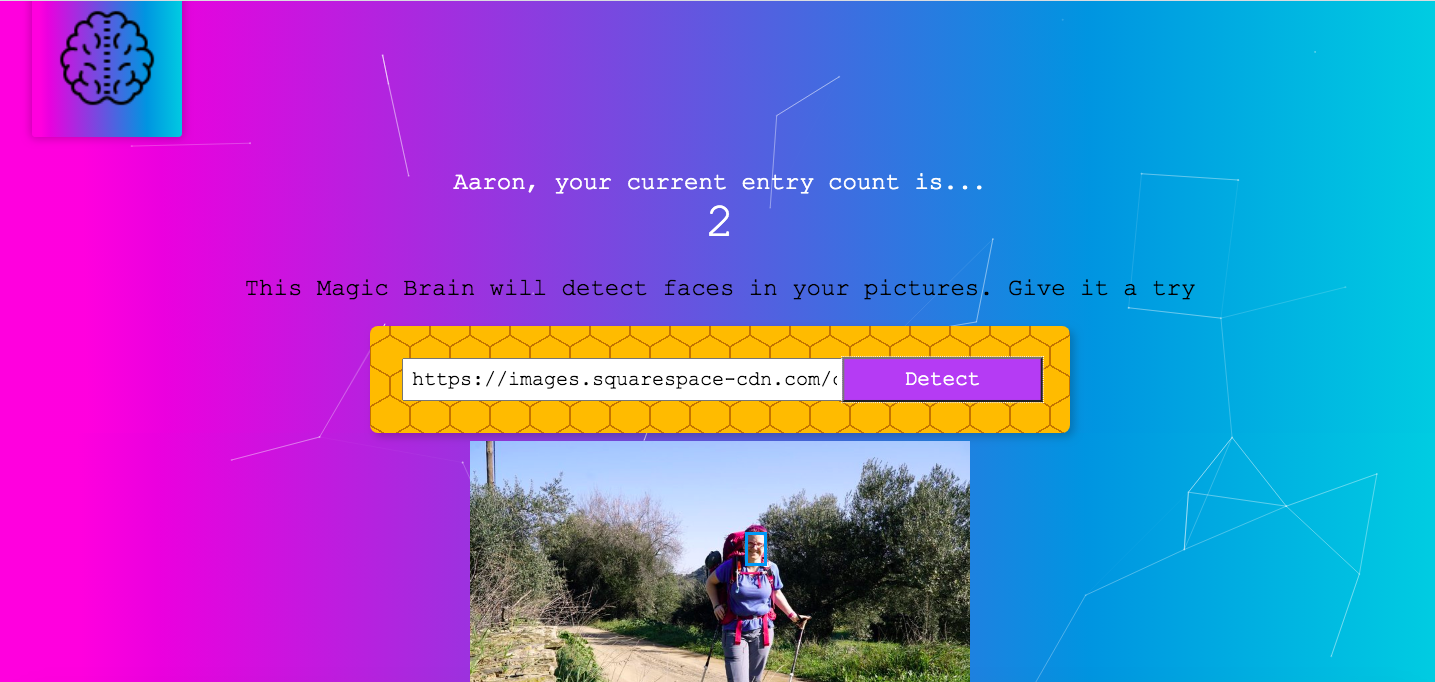 Aaron, your current entry count is...
2
This Magic Brain will detect faces in your pictures. Give it a try
https://images.squarespace-cdn.com/c
Detect